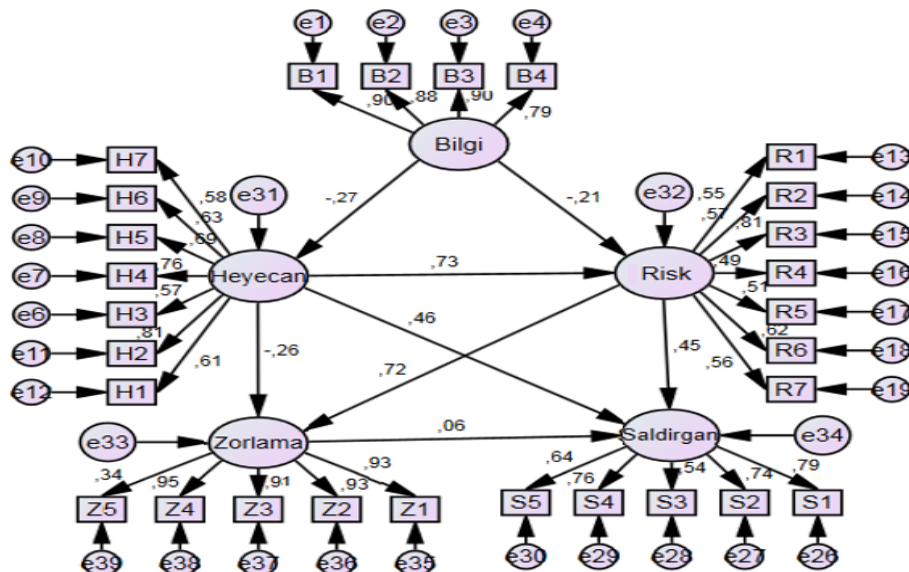 e1 e2 e3 e4
B1 B2 B3 B4
,90 ,88 ,90 ,79
Bilgi
e10 H7 R1 e13
e9 H6 e31 e32 R2 e14
-,27 -,21
,58 ,55
,63 ,57
e8 H5 ,69 ,81 R3 e15
e7 H4 ,76 Heyecan ,73 Risk ,49 R4 e16
e6 H3 ,57 ,51 R5 e17
,46
e11 H2 ,81 ,45 ,62 R6 e18
e12 H1 ,61 -,26 ,72 ,56 R7 e19
e33 Zorlama ,06 Saldirgan e34
,34 ,95 ,91 ,93 ,93 ,64 ,76 ,54 ,74 ,79
Z5 Z4 Z3 Z2 Z1 S5 S4 S3 S2 S1
e39 e38 e37 e36 e35 e30 e29 e28 e27 e26